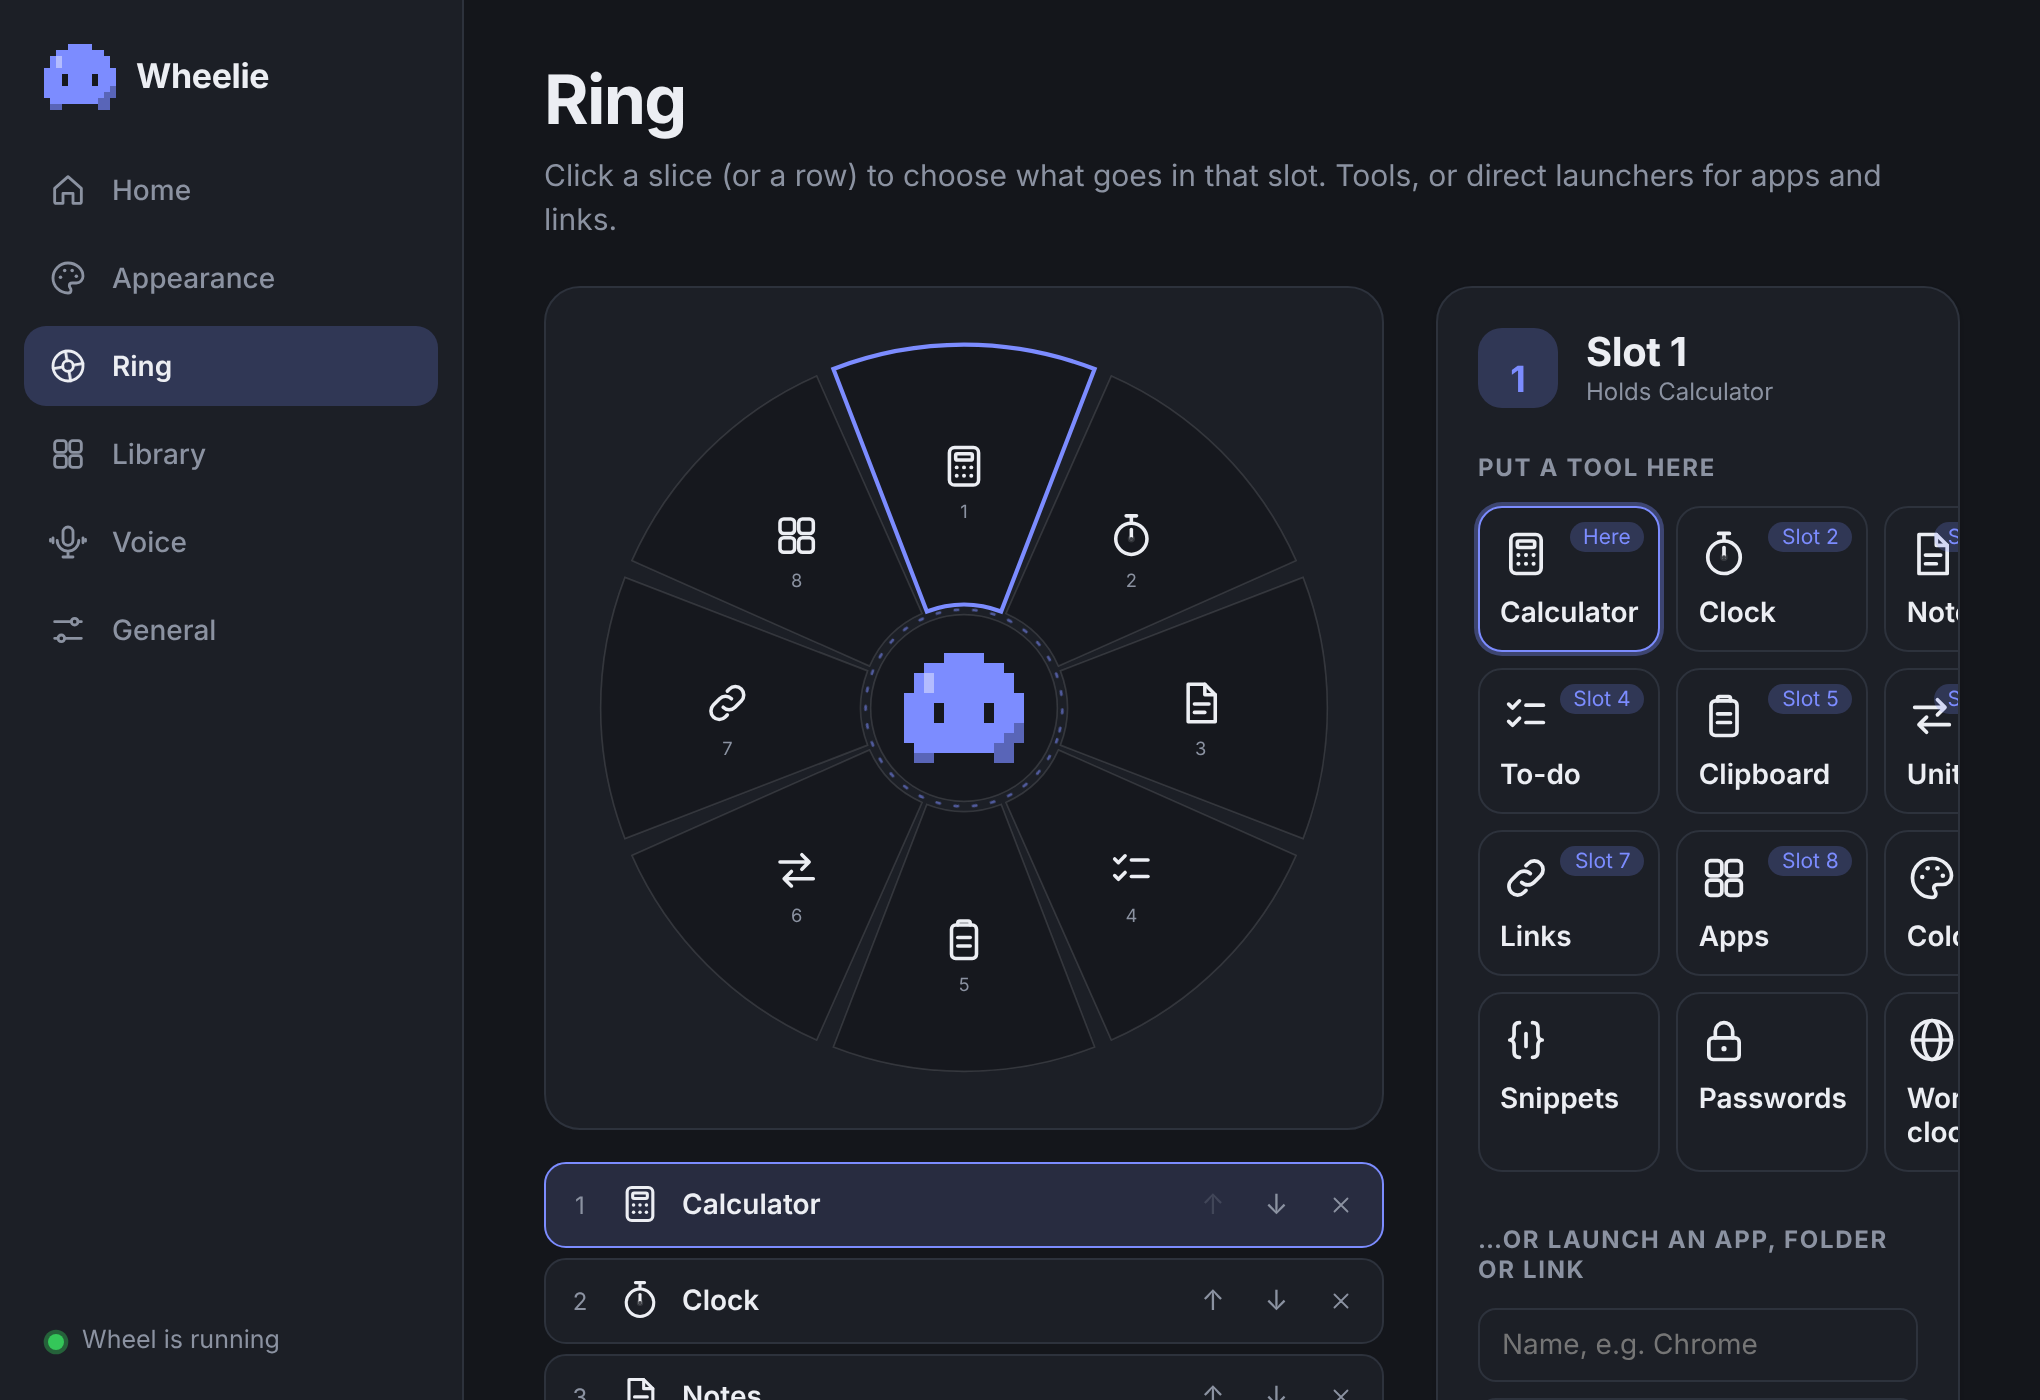 Wheelie
Home
Appearance
Ring
Library
Voice
General
Wheel is running
Ring
Click a slice (or a row) to choose what goes in that slot. Tools, or direct launchers for apps and
links.
1
2
3
4
5
6
7
8
1 Calculator
2 Clock
3 Notes
1
Slot 1
Holds Calculator
PUT A TOOL HERE
Here
Calculator
Slot 2
Clock
Slot 4
To-do
Slot 5
Clipboard
Slot 7
Links
Slot 8
Apps
Snippets
Passwords
...OR LAUNCH AN APP, FOLDER
OR LINK
Name, e.g. Chrome